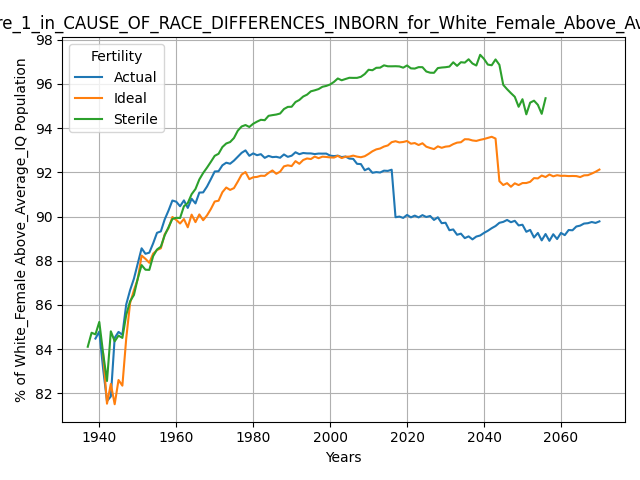 re_1_in_CAUSE_OF_RACE_DIFFERENCES_INBORN_for_White_Female_Above_Av
% of White_Female Above_Average_IQ Population
98
96
94
92
90
88
86
84
82
Fertility
Actual
Ideal
Sterile
1940 1960 1980 2000 2020 2040 2060
Years